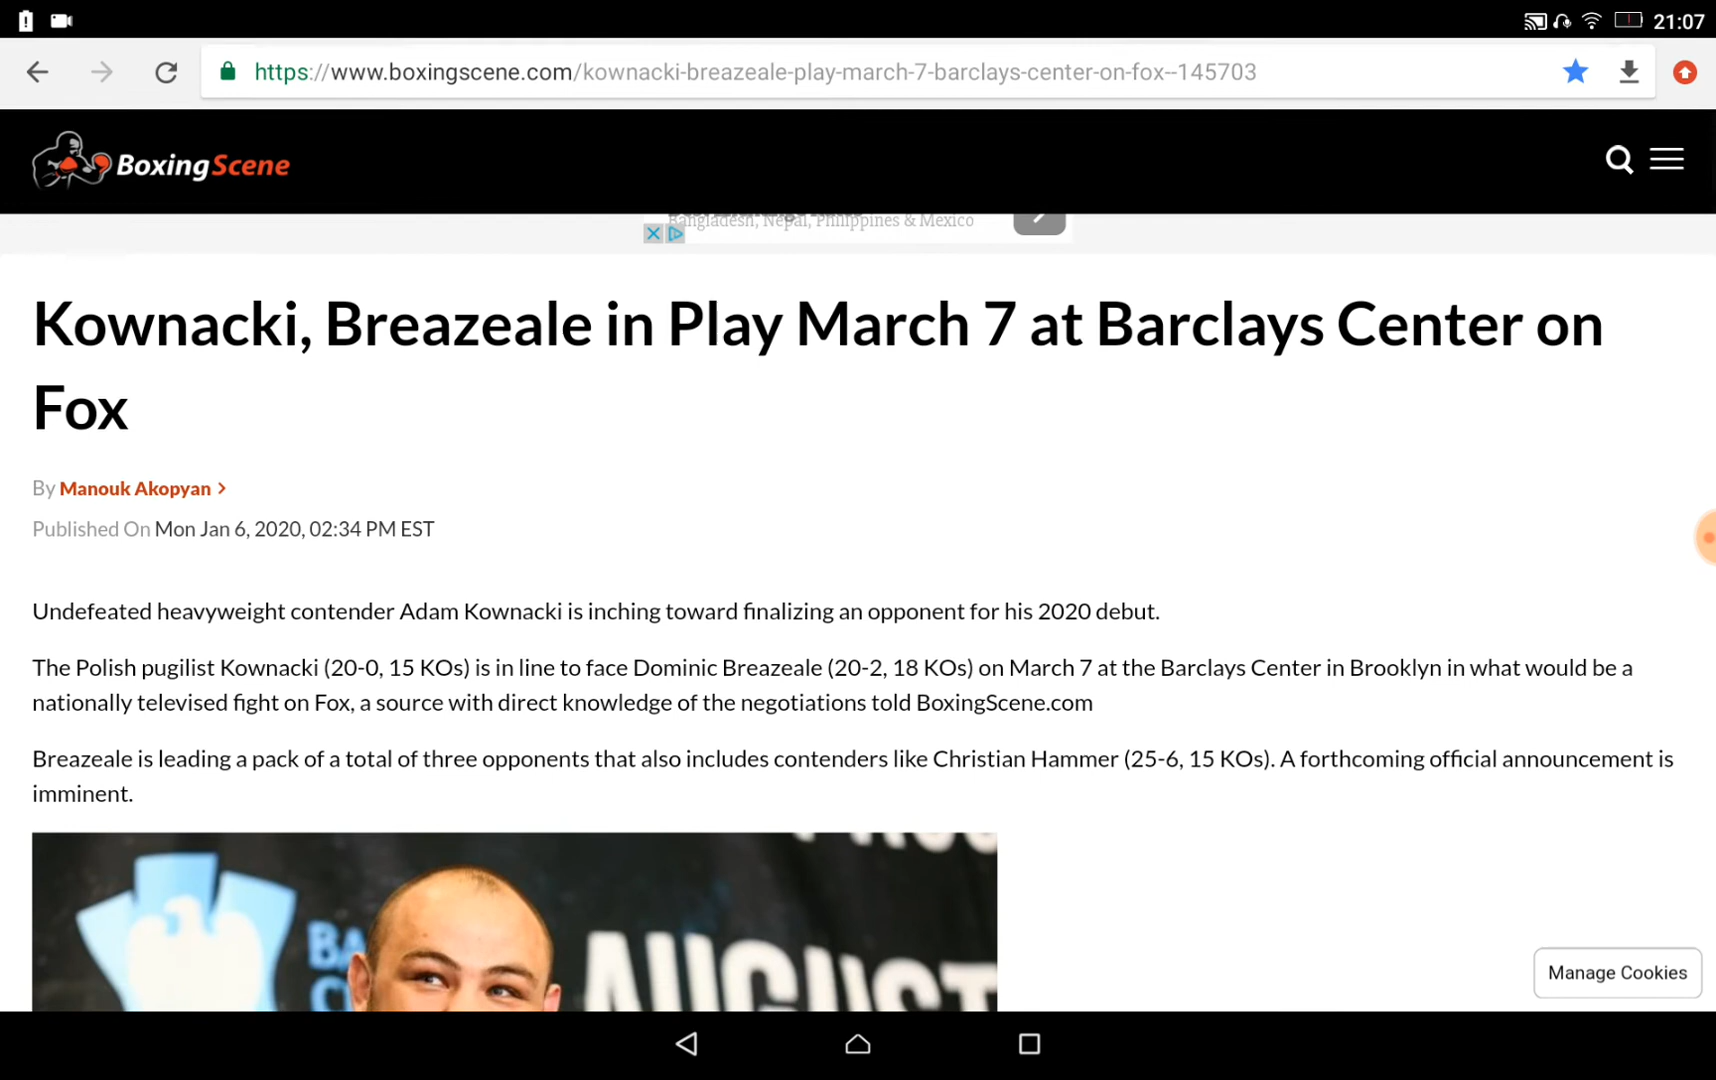 21:07
https://www.boxingscene.com/kownacki-breazeale-play-march-7-barclays-center-on-fox--145703
BoxingScene
Bangladesh, Nepal, Philippines & Mexico
Kownacki, Breazeale in Play March 7 at Barclays Center on
Fox
By Manouk Akopyan >
Published On Mon Jan 6, 2020, 02:34 PM EST
Undefeated heavyweight contender Adam Kownacki is inching toward finalizing an opponent for his 2020 debut.
The Polish pugilist Kownacki (20-0, 15 KOs) is in line to face Dominic Breazeale (20-2, 18 KOs) on March 7 at the Barclays Center in Brooklyn in what would be a
nationally televised fight on Fox, a source with direct knowledge of the negotiations told BoxingScene.com
Breazeale is leading a pack of a total of three opponents that also includes contenders like Christian Hammer (25-6, 15 KOs). A forthcoming official announcement is
imminent.
BA
AUGUST
Manage Cookies